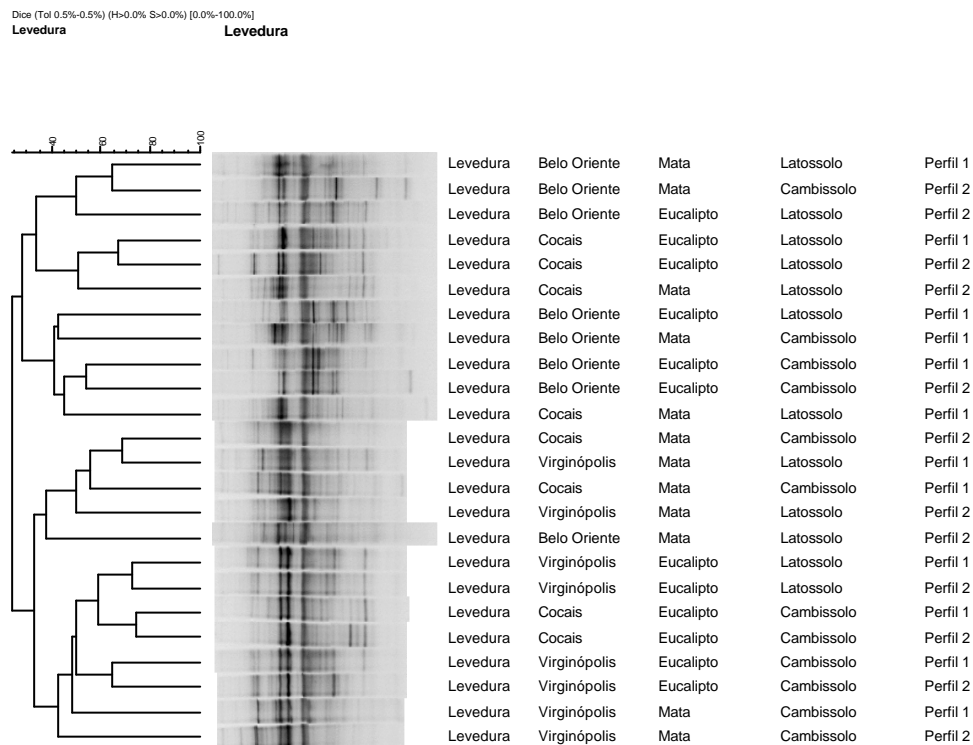 Dice (Tol 0.5%-0.5%) (H>0.0% S>0.0%) [0.0%-100.0%]
Levedura Levedura
40 60 80 100
Levedura Belo Oriente Mata Latossolo Perfil 1
Levedura Belo Oriente Mata Cambissolo Perfil 2
Levedura Belo Oriente Eucalipto Latossolo Perfil 2
Levedura Cocais Eucalipto Latossolo Perfil 1
Levedura Cocais Eucalipto Latossolo Perfil 2
Levedura Cocais Mata Latossolo Perfil 2
Levedura Belo Oriente Eucalipto Latossolo Perfil 1
Levedura Belo Oriente Mata Cambissolo Perfil 1
Levedura Belo Oriente Eucalipto Cambissolo Perfil 1
Levedura Belo Oriente Eucalipto Cambissolo Perfil 2
Levedura Cocais Mata Latossolo Perfil 1
Levedura Cocais Mata Cambissolo Perfil 2
Levedura Virginópolis Mata Latossolo Perfil 1
Levedura Cocais Mata Cambissolo Perfil 1
Levedura Virginópolis Mata Latossolo Perfil 2
Levedura Belo Oriente Mata Latossolo Perfil 2
Levedura Virginópolis Eucalipto Latossolo Perfil 1
Levedura Virginópolis Eucalipto Latossolo Perfil 2
Levedura Cocais Eucalipto Cambissolo Perfil 1
Levedura Cocais Eucalipto Cambissolo Perfil 2
Levedura Virginópolis Eucalipto Cambissolo Perfil 1
Levedura Virginópolis Eucalipto Cambissolo Perfil 2
Levedura Virginópolis Mata Cambissolo Perfil 1
Levedura Virginópolis Mata Cambissolo Perfil 2